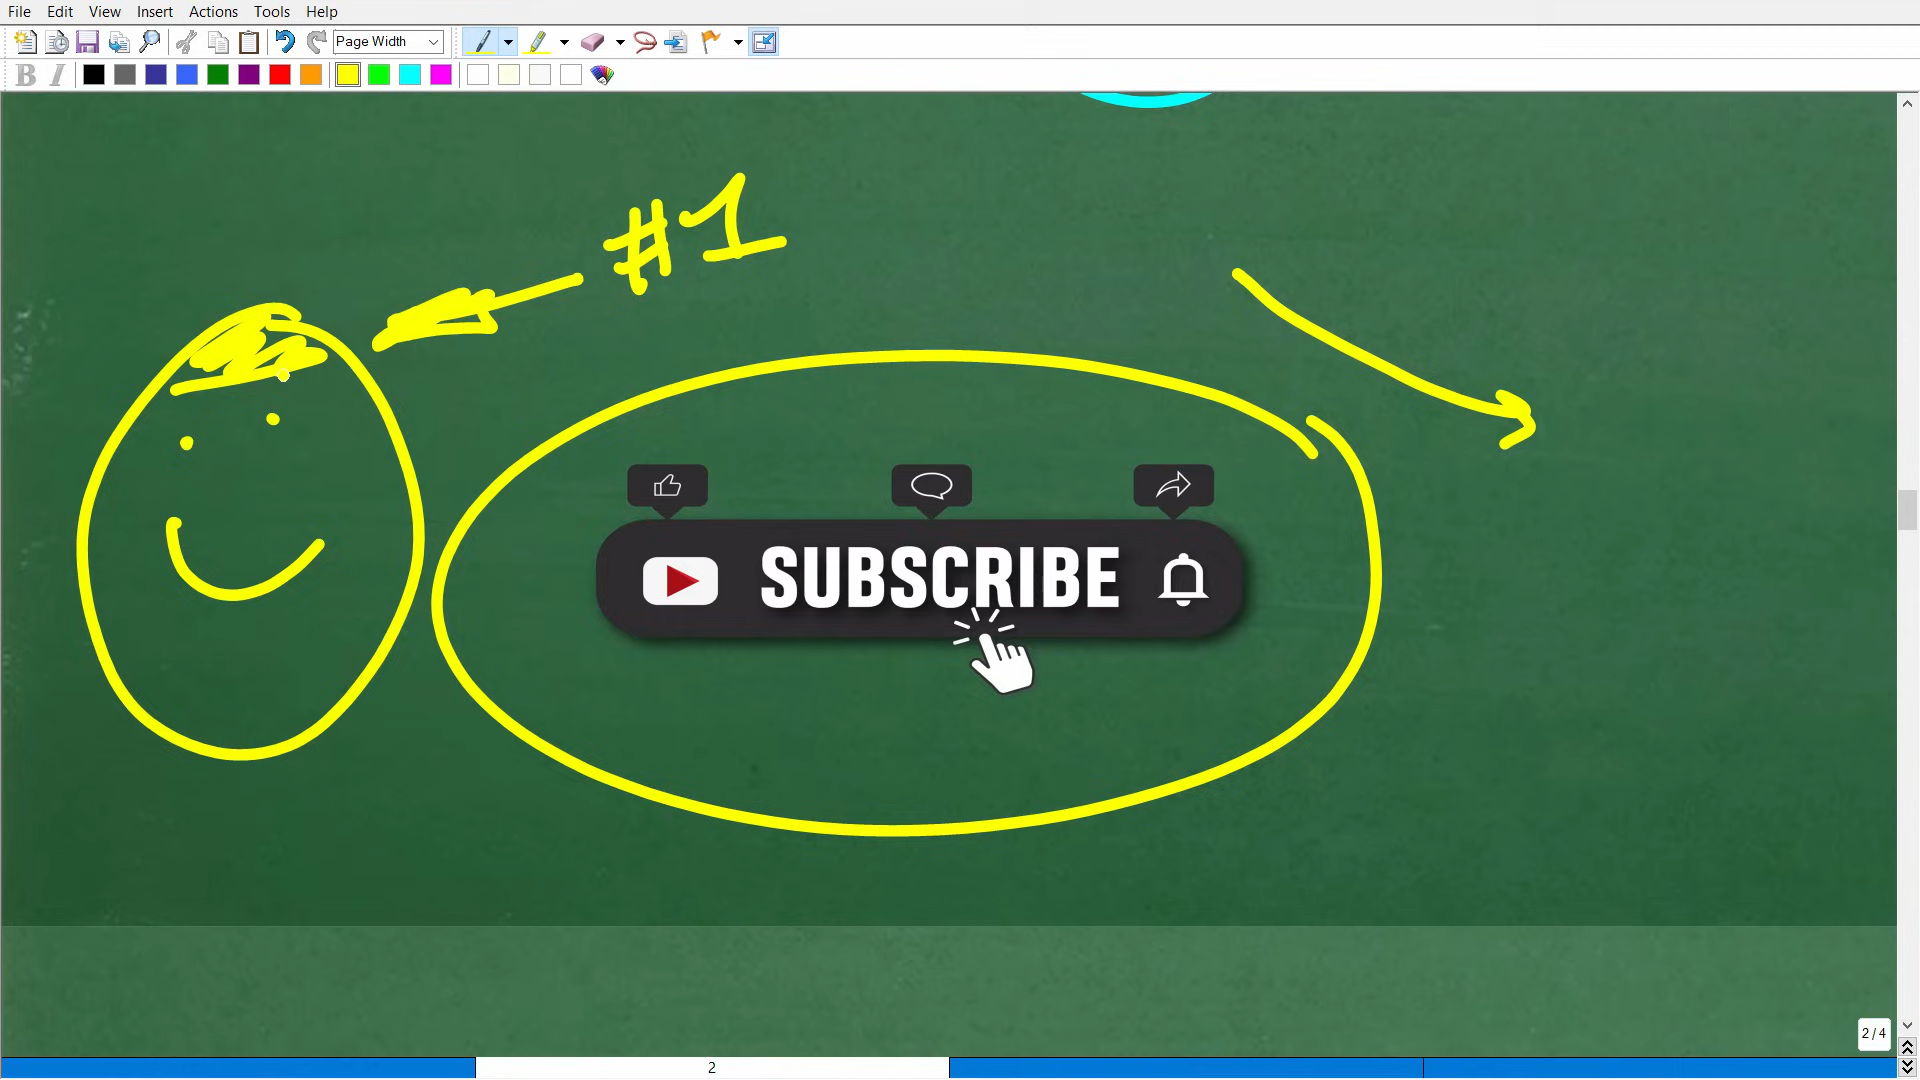 File Edit View Insert Actions Tools Help
Page Width
B I
#1
SUBSCRIBE
2 / 4
2